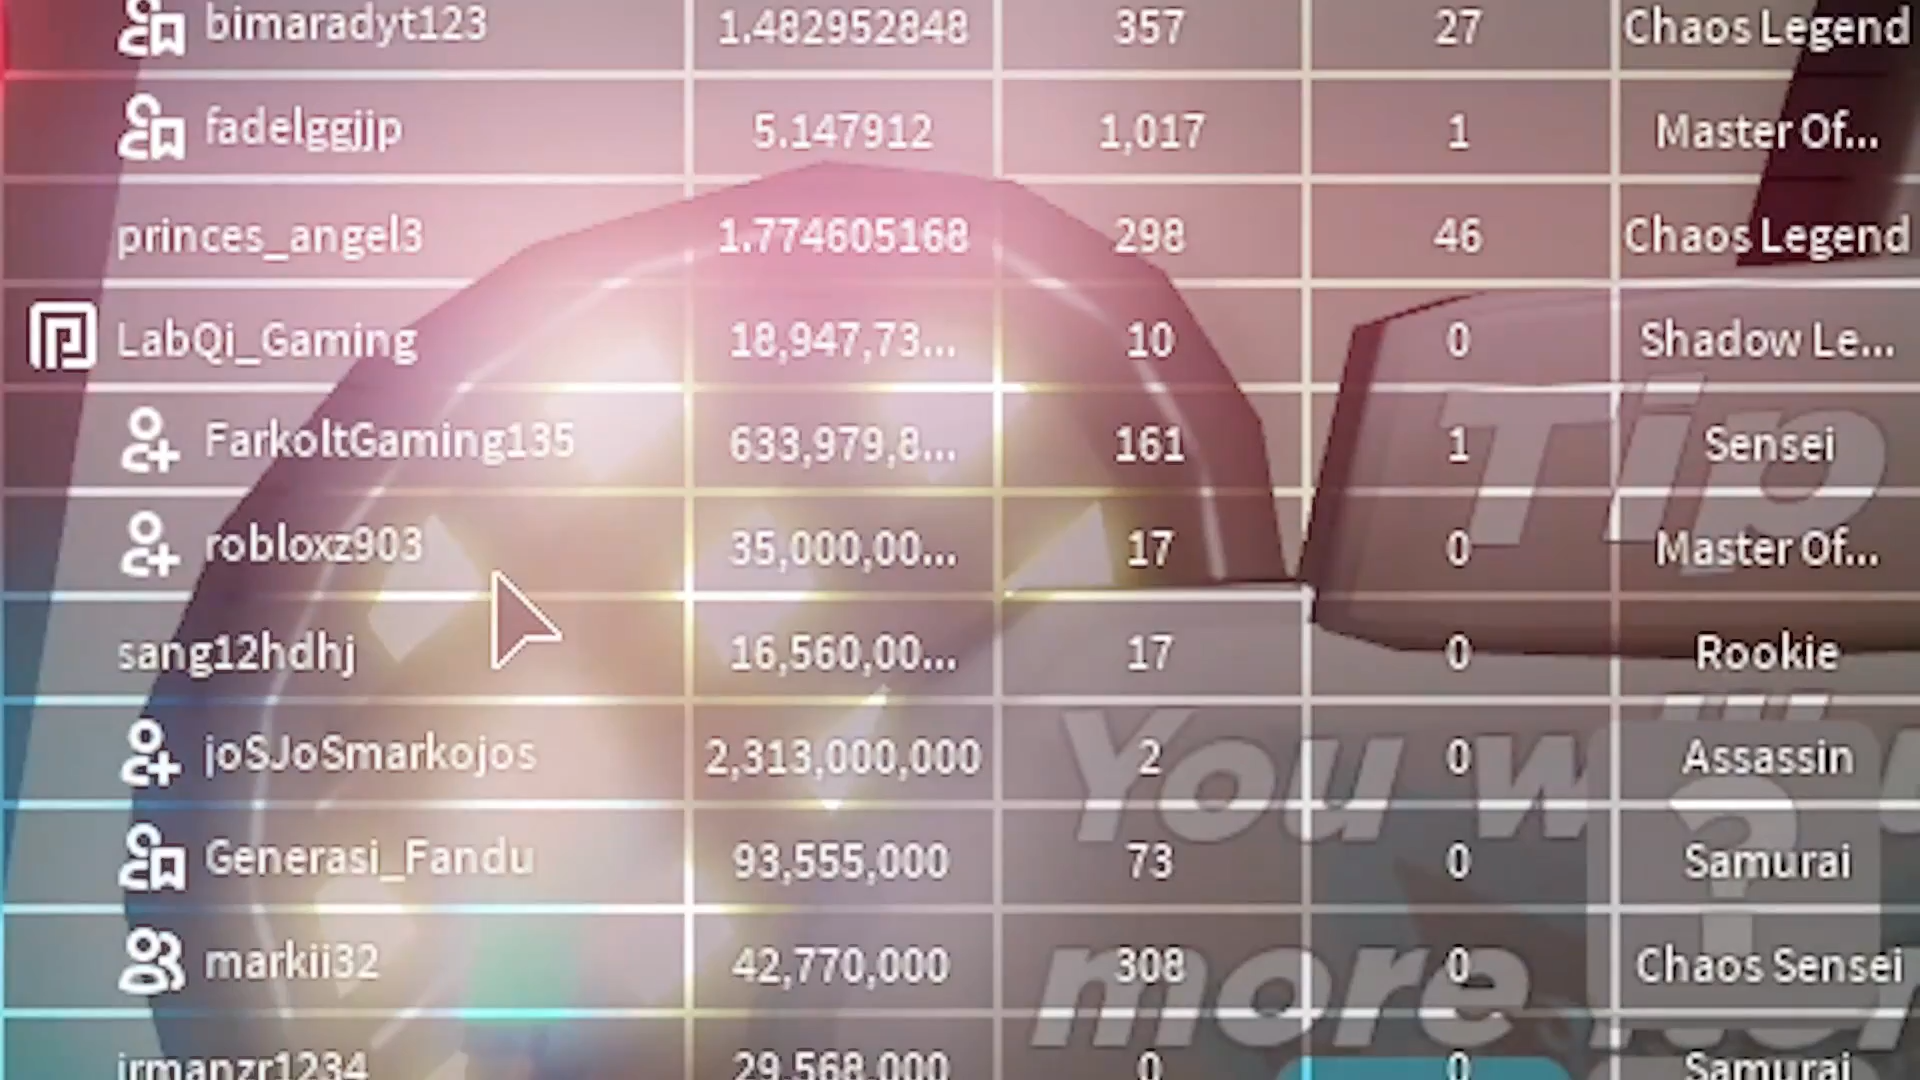 bimaradyt123 1.482952848 357 27 Chaos Legend
fadelggjjp 5.147912 1,017 1 Master Of...
princes_angel3 1.774605168 298 46 Chaos Legend
LabQi_Gaming 18,947,73... 10 0 Shadow Le...
FarkoltGaming135 633,979,8... 161 1 Sensei
Tip
robloxz903 35,000,00... 17 0 Master Of...
sang12hdhj 16,560,00... 17 0 Rookie
joSJoSmarkojos 2,313,000,000 2 0 Assassin
You w
?
Generasi_Fandu 93,555,000 73 0 Samurai
markii32 42,770,000 308 0 Chaos Sensei
more
irmanzr1234 29,568,000 0 0 Samurai